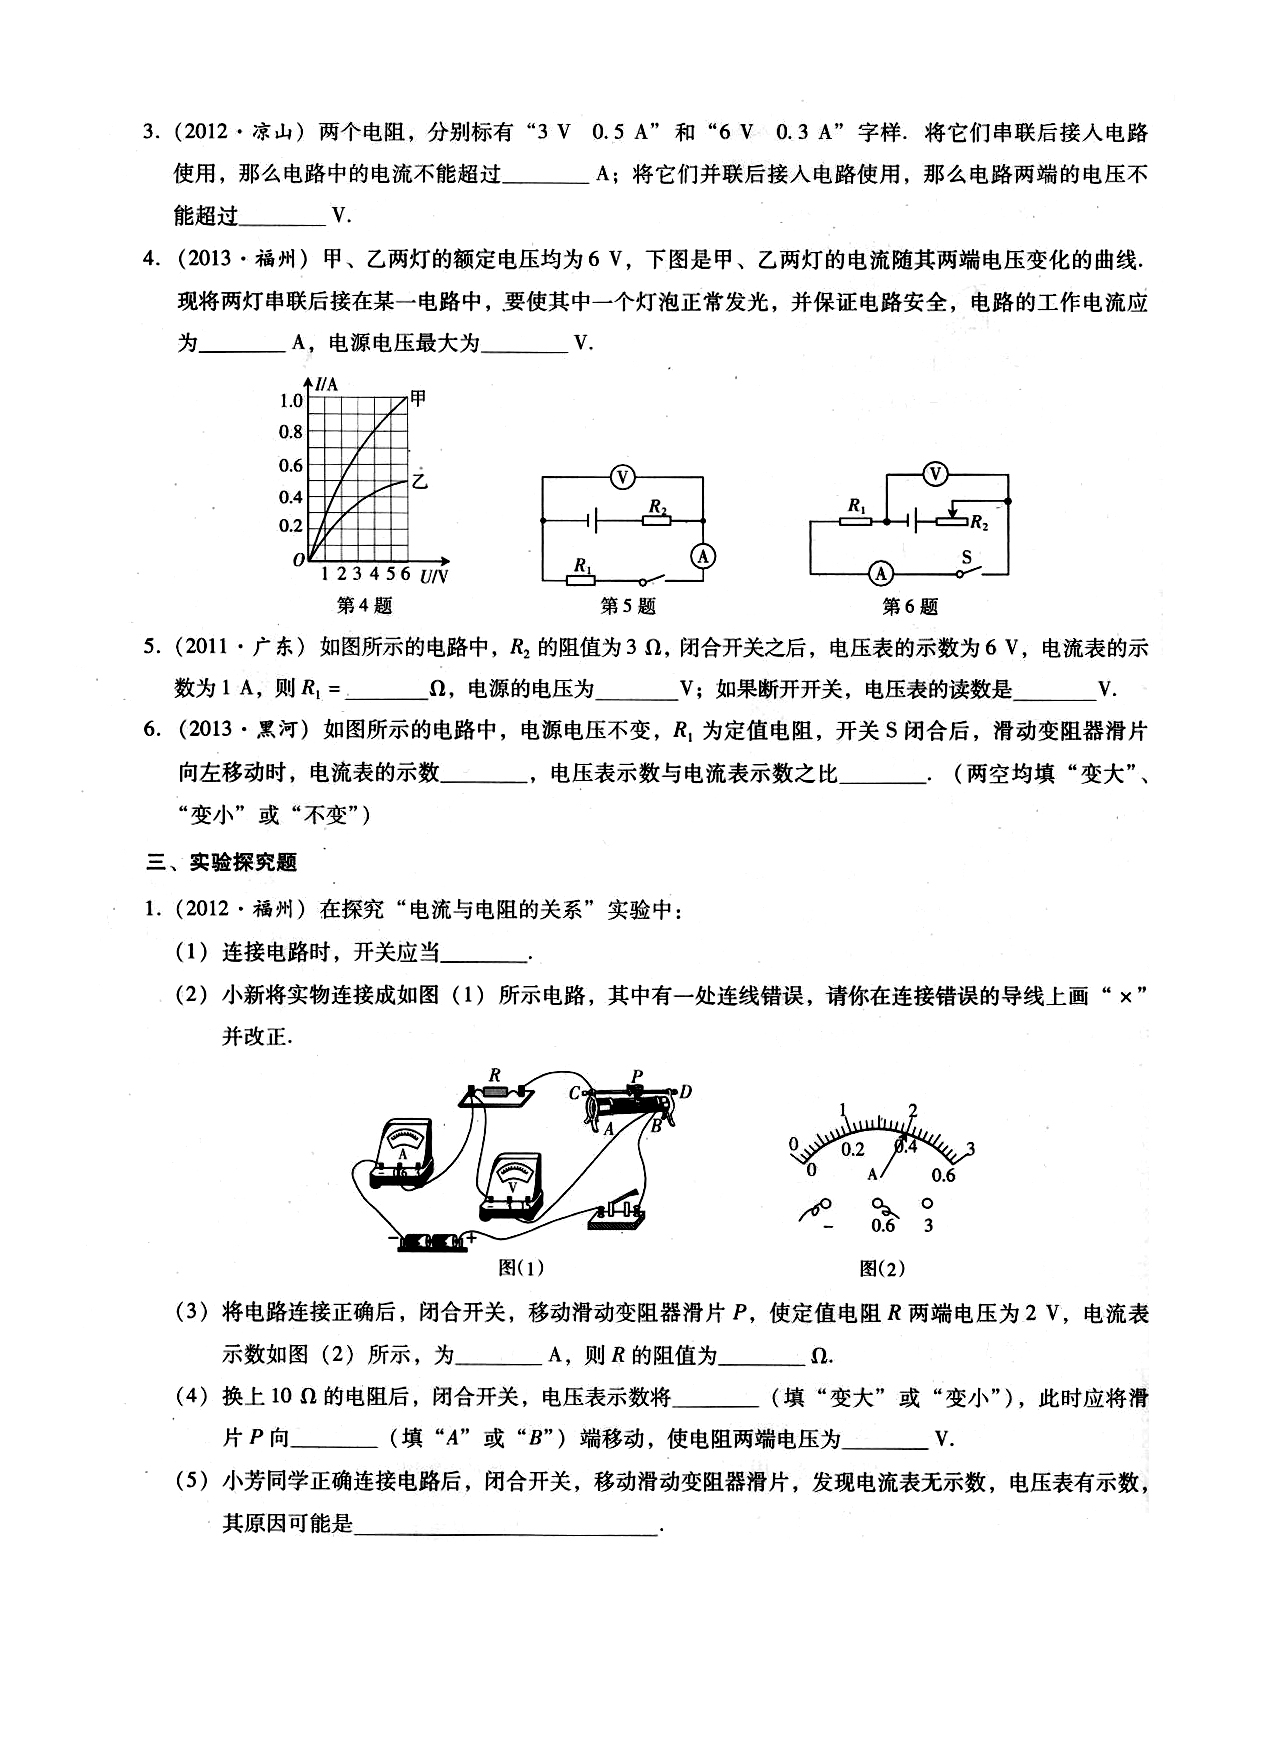 3. (2012·凉山) 两个电阻，分别标有“3 V 0.5 A”和“6 V 0.3 A”字样. 将它们串联后接入电路
使用，那么电路中的电流不能超过________ A；将它们并联后接入电路使用，那么电路两端的电压不
能超过________ V.
4. (2013·福州) 甲、乙两灯的额定电压均为 6 V，下图是甲、乙两灯的电流随其两端电压变化的曲线.
现将两灯串联后接在某一电路中，要使其中一个灯泡正常发光，并保证电路安全，电路的工作电流应
为________ A，电源电压最大为________ V.
I/A
1.0
0.8
0.6
0.4
0.2
O
1 2 3 4 5 6 U/V
甲
乙
第 4 题
V
R₂
A
R₁
第 5 题
V
R₁
R₂
S
A
第 6 题
5. (2011·广东) 如图所示的电路中，R₂ 的阻值为 3 Ω，闭合开关之后，电压表的示数为 6 V，电流表的示
数为 1 A，则 R₁ = ________Ω，电源的电压为________V；如果断开开关，电压表的读数是________V.
6. (2013·黑河) 如图所示的电路中，电源电压不变，R₁ 为定值电阻，开关 S 闭合后，滑动变阻器滑片
向左移动时，电流表的示数________，电压表示数与电流表示数之比________. (两空均填“变大”、
“变小”或“不变”)
三、实验探究题
1. (2012·福州) 在探究“电流与电阻的关系”实验中：
(1) 连接电路时，开关应当________.
(2) 小新将实物连接成如图 (1) 所示电路，其中有一处连线错误，请你在连接错误的导线上画“×”
并改正.
R
C
P
D
A
B
A
- 0.6 3
V
- 3 15
- +
图(1)
0 1 2 3
0 0.2 0.4 0.6
A
- 0.6 3
图(2)
(3) 将电路连接正确后，闭合开关，移动滑动变阻器滑片 P，使定值电阻 R 两端电压为 2 V，电流表
示数如图 (2) 所示，为________ A，则 R 的阻值为________ Ω.
(4) 换上 10 Ω 的电阻后，闭合开关，电压表示数将________ (填“变大”或“变小”)，此时应将滑
片 P 向________ (填“A”或“B”) 端移动，使电阻两端电压为________ V.
(5) 小芳同学正确连接电路后，闭合开关，移动滑动变阻器滑片，发现电流表无示数，电压表有示数，
其原因可能是____________________________.